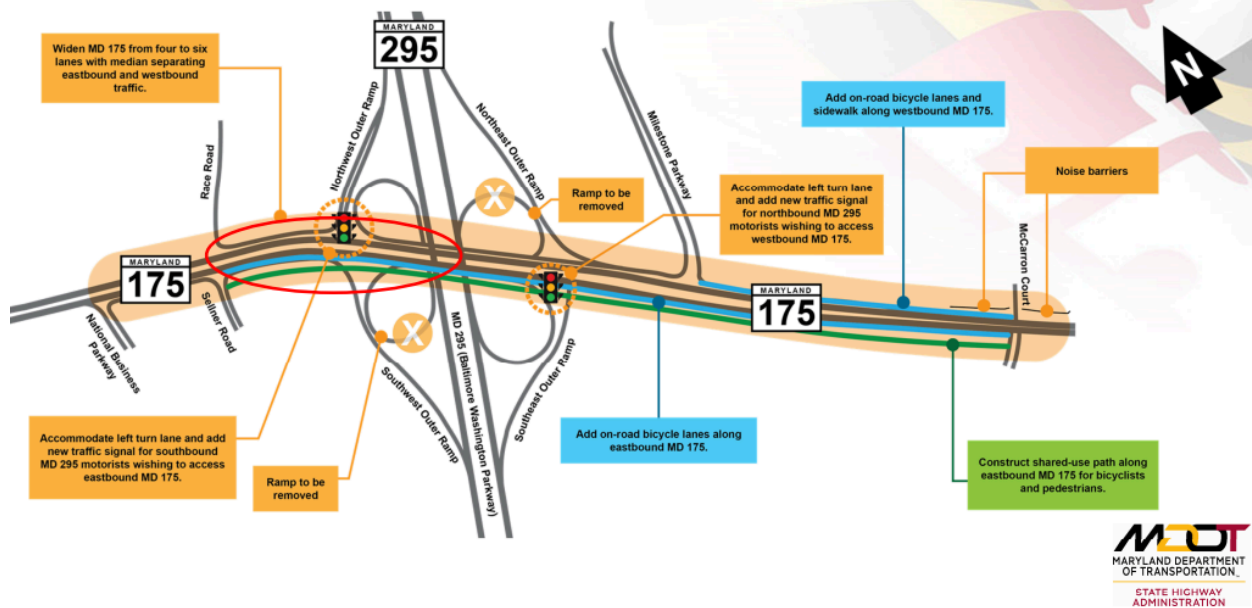 Widen MD 175 from four to six
lanes with median separating
eastbound and westbound
traffic.
MARYLAND
295
N
Race Road
Northwest Outer Ramp
Northeast Outer Ramp
Milestone Parkway
Add on-road bicycle lanes and
sidewalk along westbound MD 175.
Noise barriers
X
Ramp to be
removed
Accommodate left turn lane
and add new traffic signal
for northbound MD 295
motorists wishing to access
westbound MD 175.
McCarron Court
MARYLAND
175
Sellner Road
National Business
Parkway
MARYLAND
175
X
MD 295 (Baltimore Washington Parkway)
Southwest Outer Ramp
Southeast Outer Ramp
Accommodate left turn lane and add
new traffic signal for southbound
MD 295 motorists wishing to access
eastbound MD 175.
Ramp to be
removed
Add on-road bicycle lanes along
eastbound MD 175.
Construct shared-use path along
eastbound MD 175 for bicyclists
and pedestrians.
MDOT
MARYLAND DEPARTMENT
OF TRANSPORTATION
STATE HIGHWAY
ADMINISTRATION